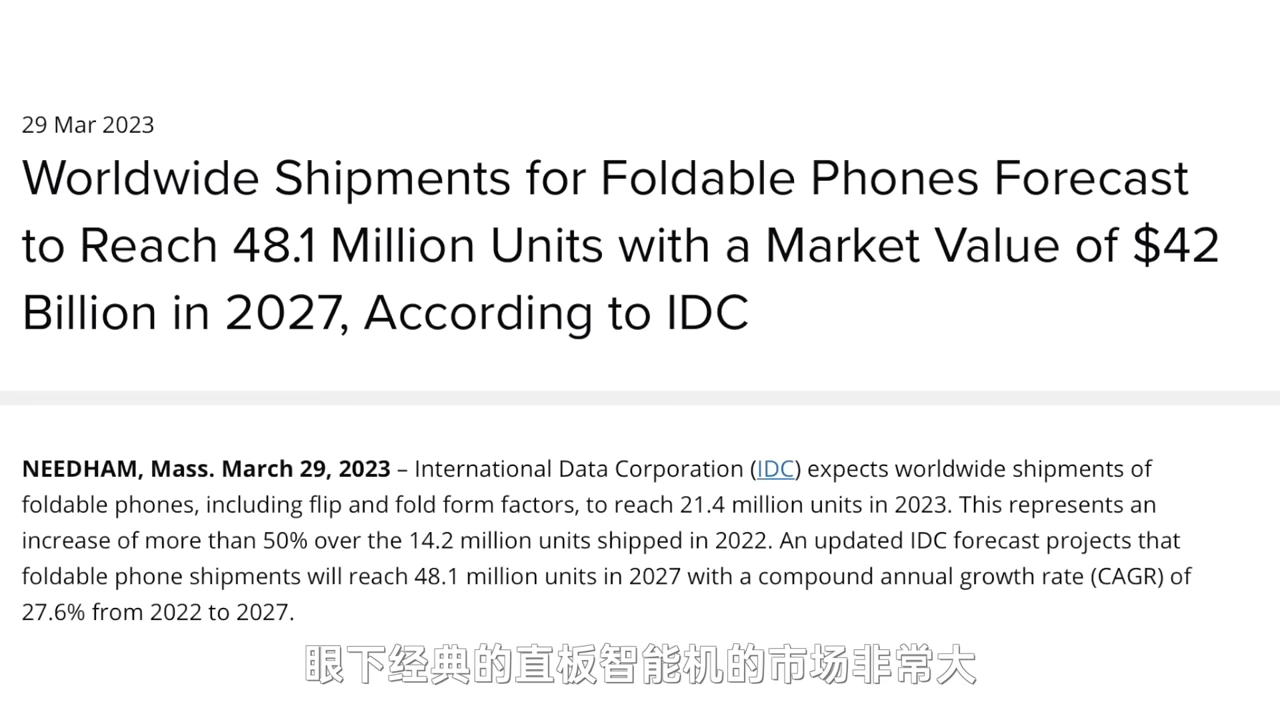 29 Mar 2023
Worldwide Shipments for Foldable Phones Forecast
to Reach 48.1 Million Units with a Market Value of $42
Billion in 2027, According to IDC
NEEDHAM, Mass. March 29, 2023 – International Data Corporation (IDC) expects worldwide shipments of
foldable phones, including flip and fold form factors, to reach 21.4 million units in 2023. This represents an
increase of more than 50% over the 14.2 million units shipped in 2022. An updated IDC forecast projects that
foldable phone shipments will reach 48.1 million units in 2027 with a compound annual growth rate (CAGR) of
27.6% from 2022 to 2027.
眼下经典的直板智能机的市场非常大